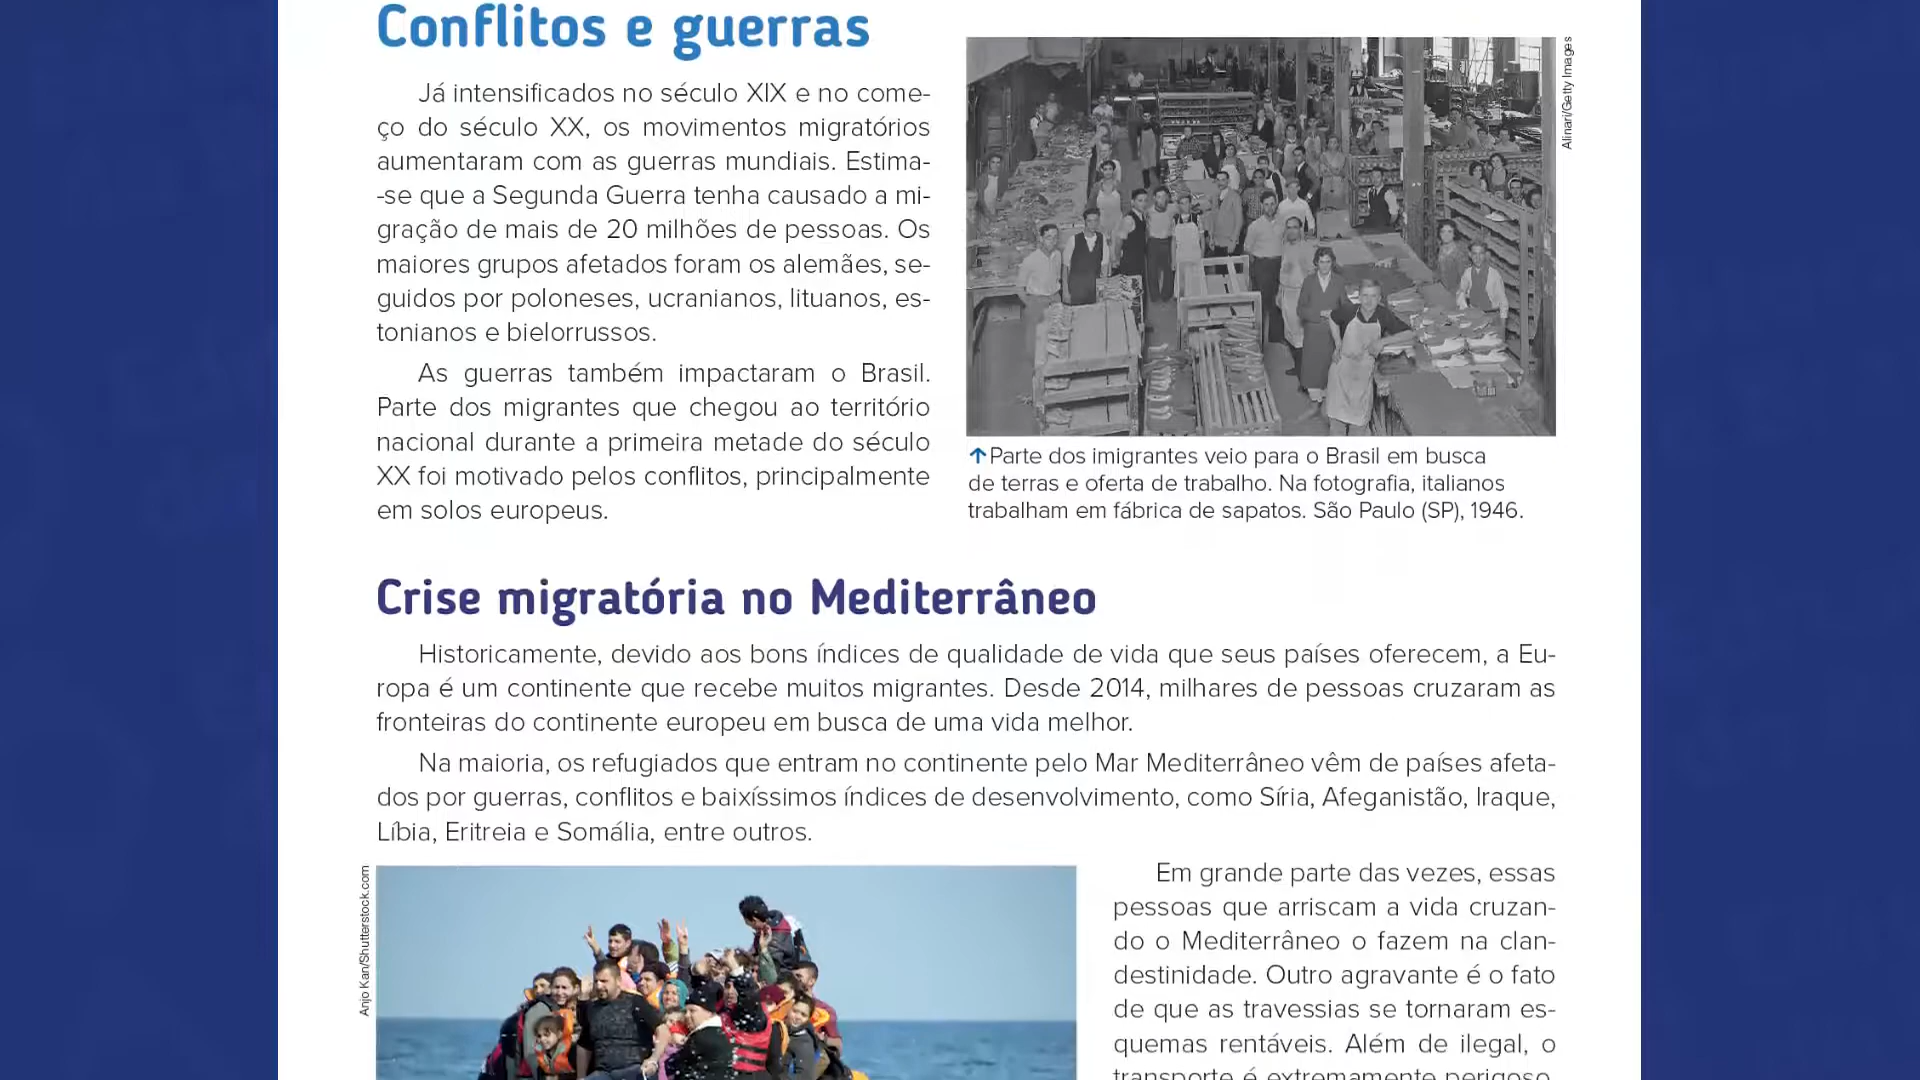 Conflitos e guerras
Já intensificados no século XIX e no come-
ço do século XX, os movimentos migratórios
aumentaram com as guerras mundiais. Estima-
-se que a Segunda Guerra tenha causado a mi-
gração de mais de 20 milhões de pessoas. Os
maiores grupos afetados foram os alemães, se-
guidos por poloneses, ucranianos, lituanos, es-
tonianos e bielorrussos.
As guerras também impactaram o Brasil.
Parte dos migrantes que chegou ao território
nacional durante a primeira metade do século
XX foi motivado pelos conflitos, principalmente
em solos europeus.
Alinari/Getty Images
↑ Parte dos imigrantes veio para o Brasil em busca
de terras e oferta de trabalho. Na fotografia, italianos
trabalham em fábrica de sapatos. São Paulo (SP), 1946.
Crise migratória no Mediterrâneo
Historicamente, devido aos bons índices de qualidade de vida que seus países oferecem, a Eu-
ropa é um continente que recebe muitos migrantes. Desde 2014, milhares de pessoas cruzaram as
fronteiras do continente europeu em busca de uma vida melhor.
Na maioria, os refugiados que entram no continente pelo Mar Mediterrâneo vêm de países afeta-
dos por guerras, conflitos e baixíssimos índices de desenvolvimento, como Síria, Afeganistão, Iraque,
Líbia, Eritreia e Somália, entre outros.
Anjo Kan/Shutterstock.com
Em grande parte das vezes, essas
pessoas que arriscam a vida cruzan-
do o Mediterrâneo o fazem na clan-
destinidade. Outro agravante é o fato
de que as travessias se tornaram es-
quemas rentáveis. Além de ilegal, o
transporte é extremamente perigoso,